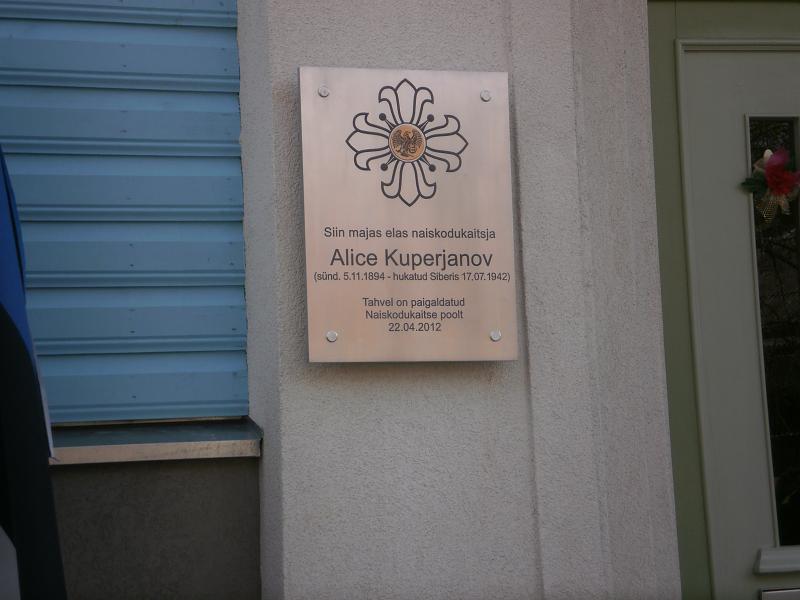 Siin majas elas naiskodukaitsja
Alice Kuperjanov
(sünd. 5.11.1894 - hukatud Siberis 17.07.1942)
Tahvel on paigaldatud
Naiskodukaitse poolt
22.04.2012